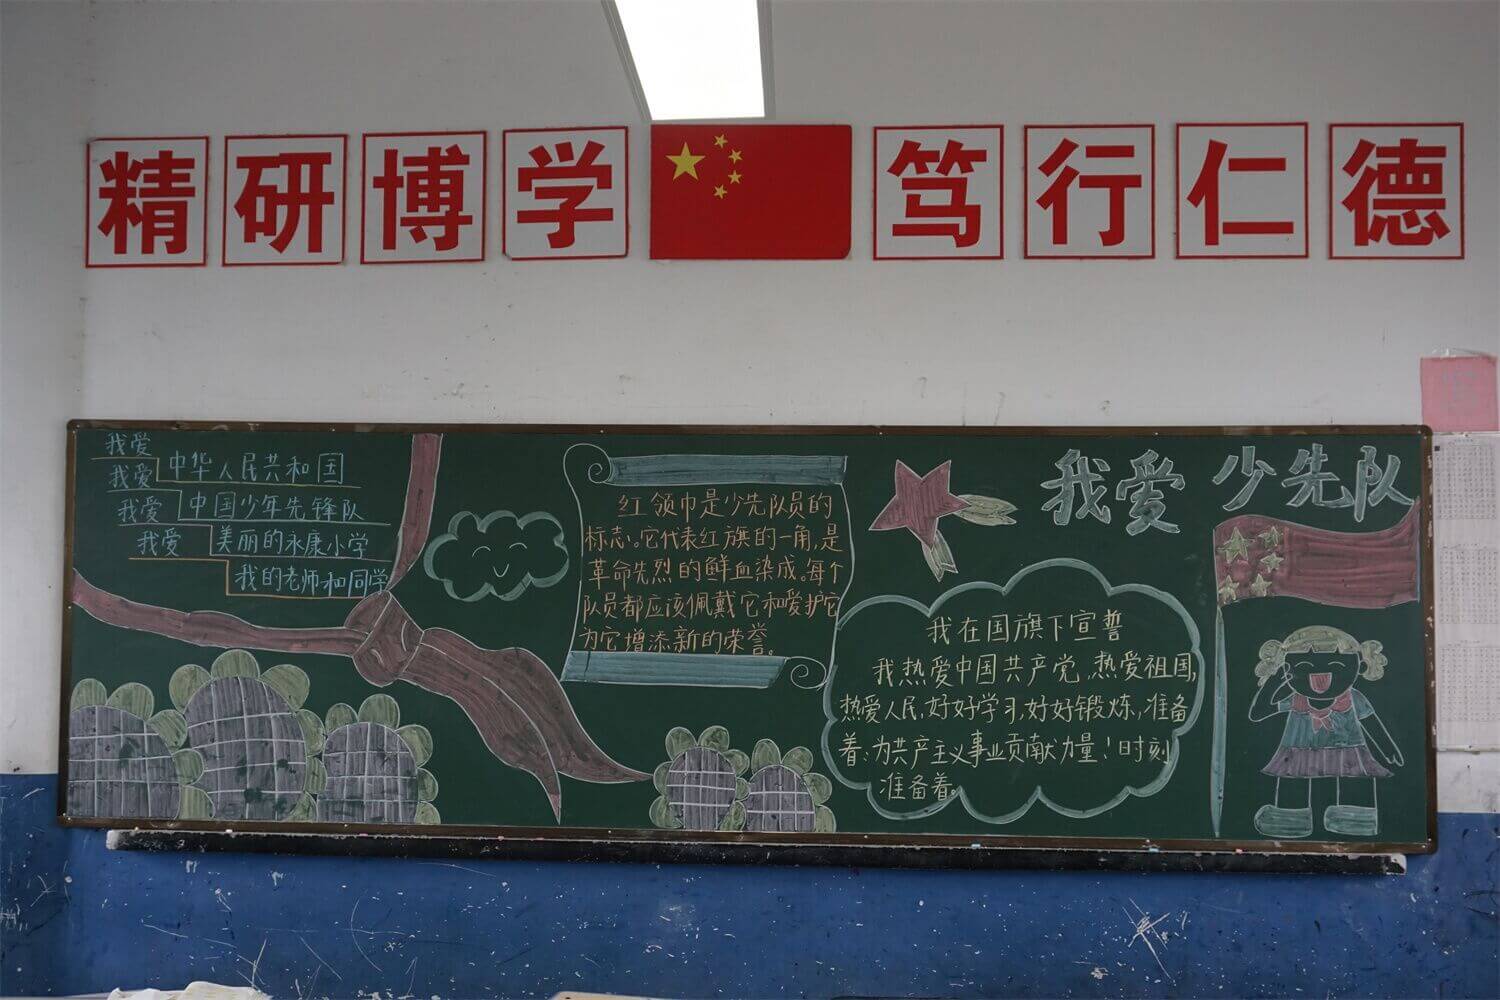 精研博学 笃行仁德
我爱
我爱 中华人民共和国
我爱 中国少年先锋队
我爱 美丽的永康小学
我的老师和同学
红领巾是少先队员的
标志。它代表红旗的一角,是
革命先烈的鲜血染成。每个
队员都应该佩戴它和爱护它
为它增添新的荣誉。
我爱少先队
我在国旗下宣誓
我热爱中国共产党,热爱祖国,
热爱人民,好好学习,好好锻炼,准备
着:为共产主义事业贡献力量!时刻
准备着。